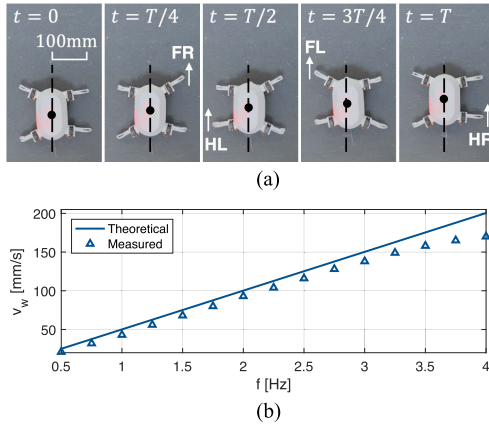 t = 0
t = T/4
t = T/2
t = 3T/4
t = T
100mm
FR
FL
HL
HR
(a)
200
150
100
50
v_w [mm/s]
Theoretical
Measured
0.5
1
1.5
2
2.5
3
3.5
4
f [Hz]
(b)